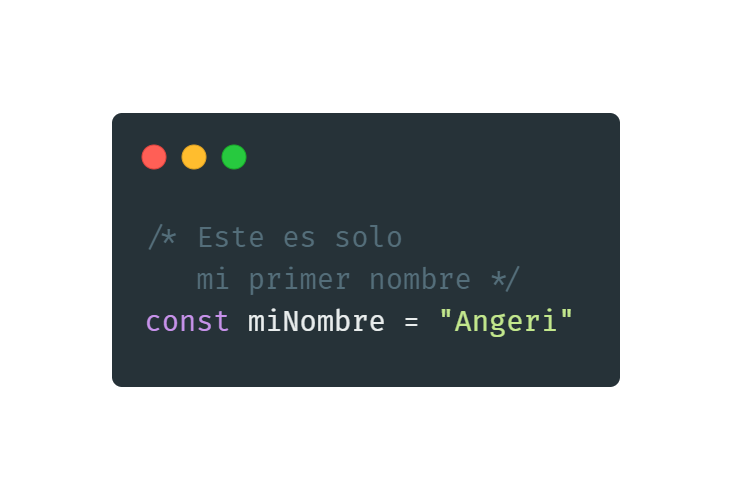 /* Este es solo
mi primer nombre */
const miNombre = "Angeri"